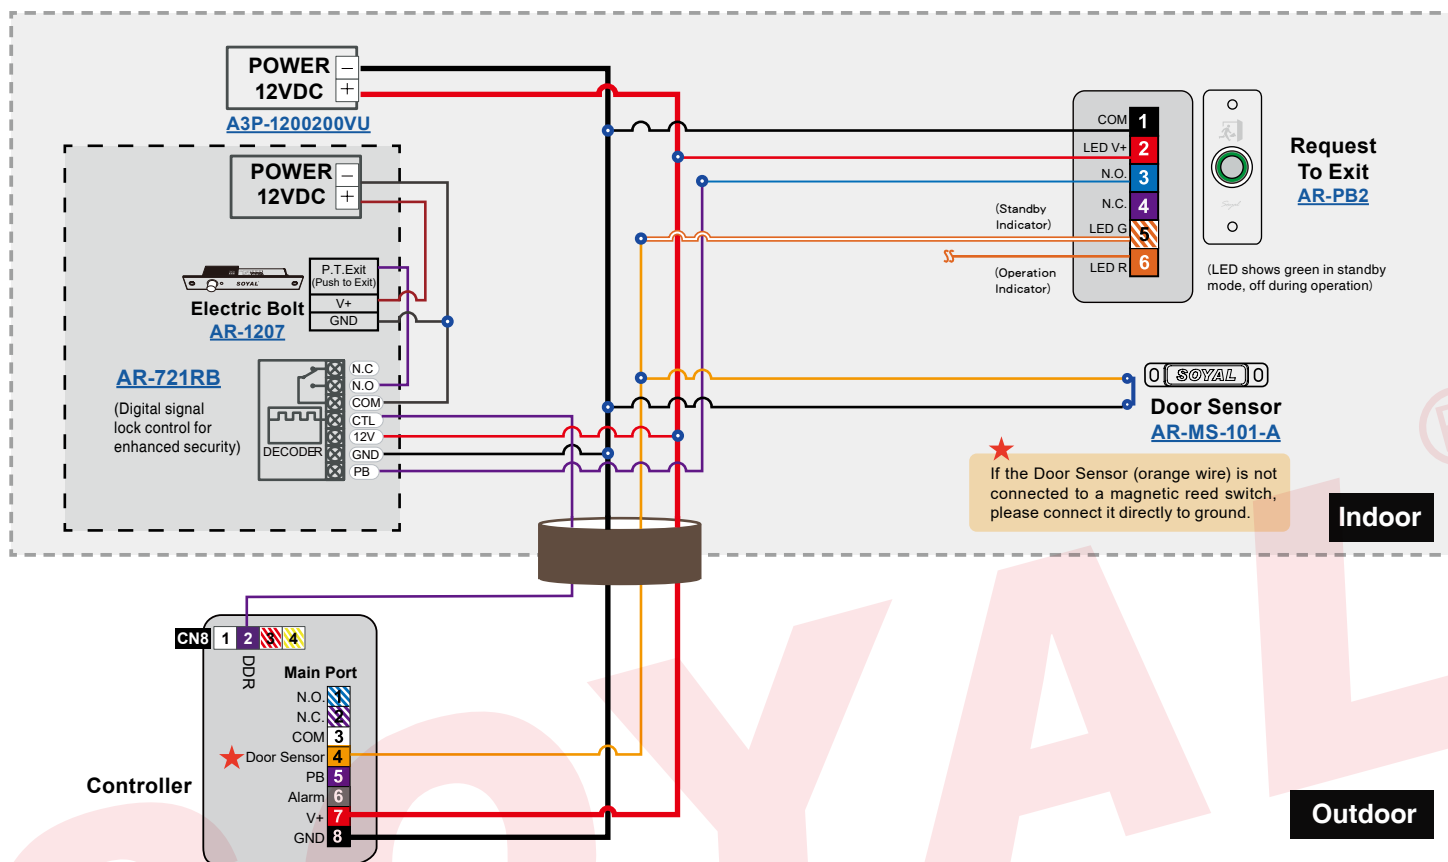 POWER
12VDC
A3P-1200200VU
POWER
12VDC
P.T.Exit
(Push to Exit)
V+
GND
SOYAL
Electric Bolt
AR-1207
AR-721RB
(Digital signal
lock control for
enhanced security)
DECODER
N.C
N.O
COM
CTL
12V
GND
PB
COM 1
LED V+ 2
N.O. 3
N.C. 4
LED G 5
LED R 6
(Standby
Indicator)
(Operation
Indicator)
Soyal
Request
To Exit
AR-PB2
(LED shows green in standby
mode, off during operation)
SOYAL
Door Sensor
AR-MS-101-A
If the Door Sensor (orange wire) is not
connected to a magnetic reed switch,
please connect it directly to ground.
Indoor
CN8 1 2 3 4
DDR
Main Port
N.O. 1
N.C. 2
COM 3
Door Sensor 4
PB 5
Alarm 6
V+ 7
GND 8
Controller
Outdoor
SOYAL®